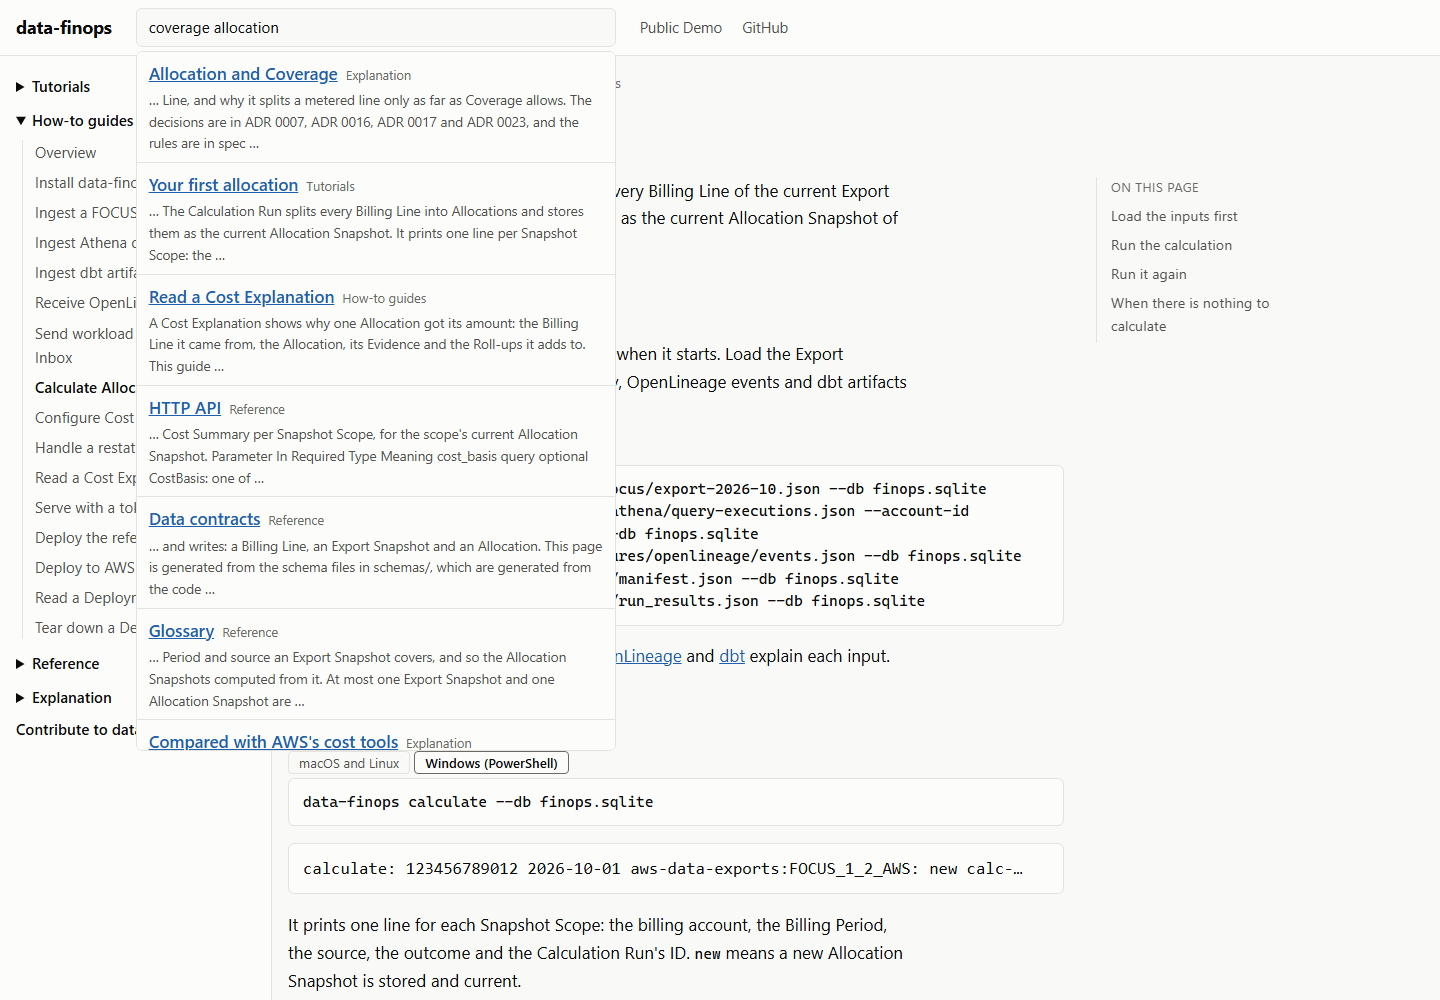 data-finops
coverage allocation
Public Demo
GitHub
Tutorials
How-to guides
Overview
Install
Ingest a FOCUS
Ingest Athena
Ingest dbt
Receive
Send workload
Inbox
Calculate
Configure Cost
Handle a
Read a Cost
Serve with a
Deploy the
Deploy to AWS
Read a
Tear down a
Reference
Explanation
Contribute to
Allocation and Coverage Explanation
... Line, and why it splits a metered line only as far as Coverage allows. The
decisions are in ADR 0007, ADR 0016, ADR 0017 and ADR 0023, and the
rules are in spec ...
Your first allocation Tutorials
... The Calculation Run splits every Billing Line into Allocations and stores
them as the current Allocation Snapshot. It prints one line per Snapshot
Scope: the ...
Read a Cost Explanation How-to guides
A Cost Explanation shows why one Allocation got its amount: the Billing
Line it came from, the Allocation, its Evidence and the Roll-ups it adds to.
This guide ...
HTTP API Reference
... Cost Summary per Snapshot Scope, for the scope's current Allocation
Snapshot. Parameter In Required Type Meaning cost_basis query optional
CostBasis: one of ...
Data contracts Reference
... and writes: a Billing Line, an Export Snapshot and an Allocation. This page
is generated from the schema files in schemas/, which are generated from
the code ...
Glossary Reference
... Period and source an Export Snapshot covers, and so the Allocation
Snapshots computed from it. At most one Export Snapshot and one
Allocation Snapshot are ...
Compared with AWS's cost tools Explanation
Billing Line of the current Export
as the current Allocation Snapshot of
when it starts. Load the Export
, OpenLineage events and dbt artifacts
/export-2026-10.json --db finops.sqlite
/query-executions.json --account-id
-db finops.sqlite
/openlineage/events.json --db finops.sqlite
/manifest.json --db finops.sqlite
/run_results.json --db finops.sqlite
and dbt explain each input.
macOS and Linux
Windows (PowerShell)
data-finops calculate --db finops.sqlite
calculate: 123456789012 2026-10-01 aws-data-exports:FOCUS_1_2_AWS: new calc-…
It prints one line for each Snapshot Scope: the billing account, the Billing Period,
the source, the outcome and the Calculation Run's ID. new means a new Allocation
Snapshot is stored and current.
ON THIS PAGE
Load the inputs first
Run the calculation
Run it again
When there is nothing to
calculate